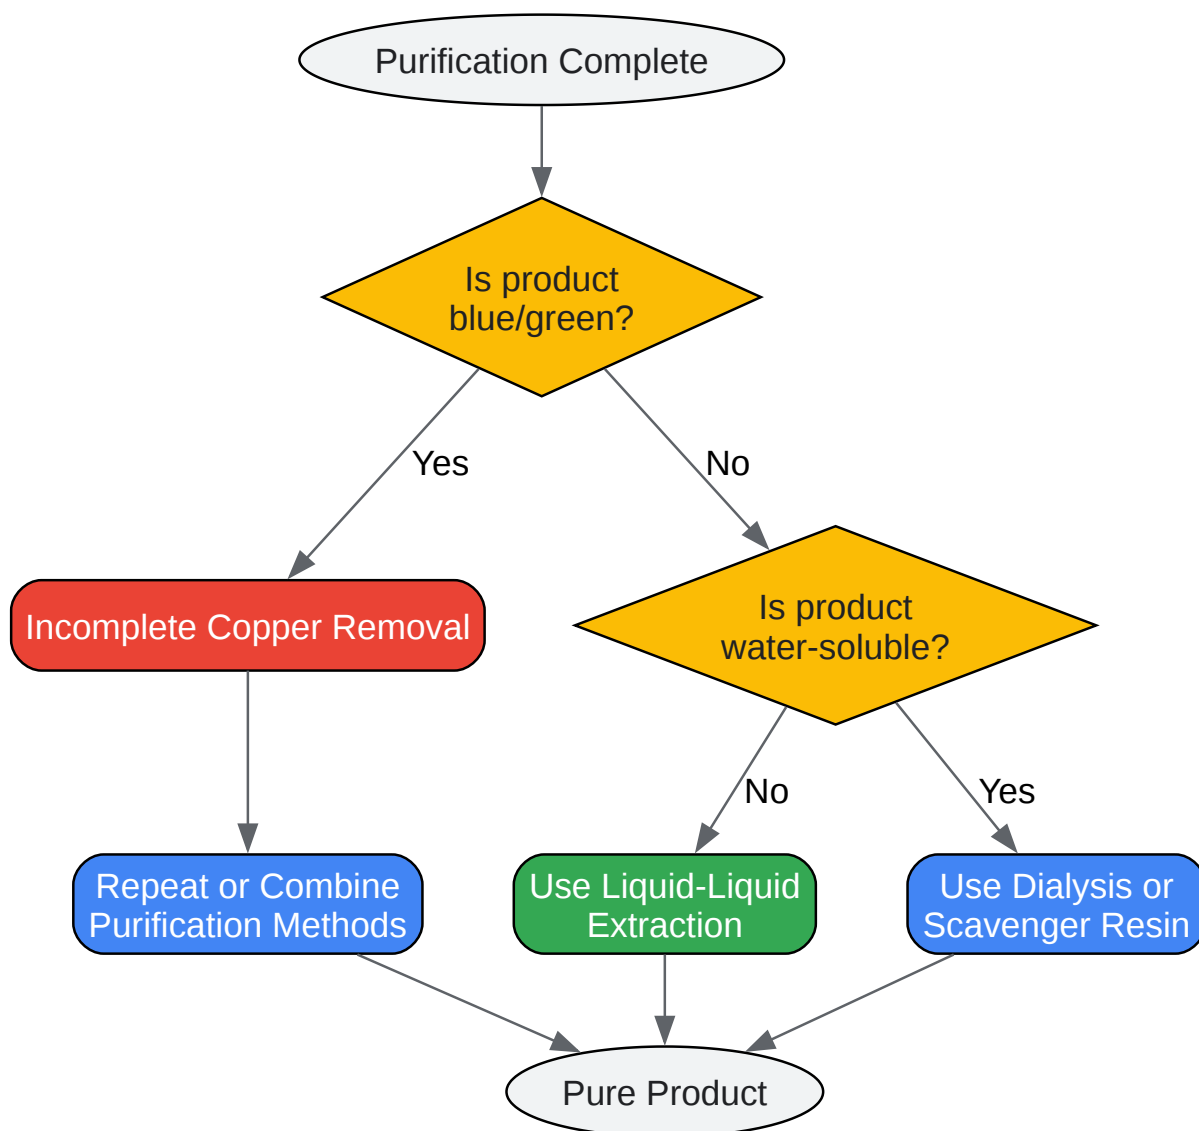 Purification Complete
Is product
blue/green?
Yes
No
Incomplete Copper Removal
Is product
water-soluble?
No
Yes
Repeat or Combine
Purification Methods
Use Liquid-Liquid
Extraction
Use Dialysis or
Scavenger Resin
Pure Product